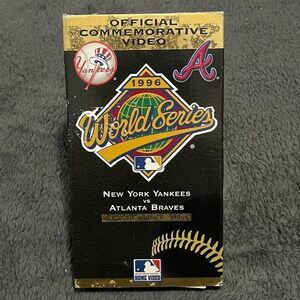 OFFICIAL
COMMEMORATIVE
VIDEO
Yankees
A
1996
World Series
NEW YORK YANKEES
VS
ATLANTA BRAVES
HOME VIDEO